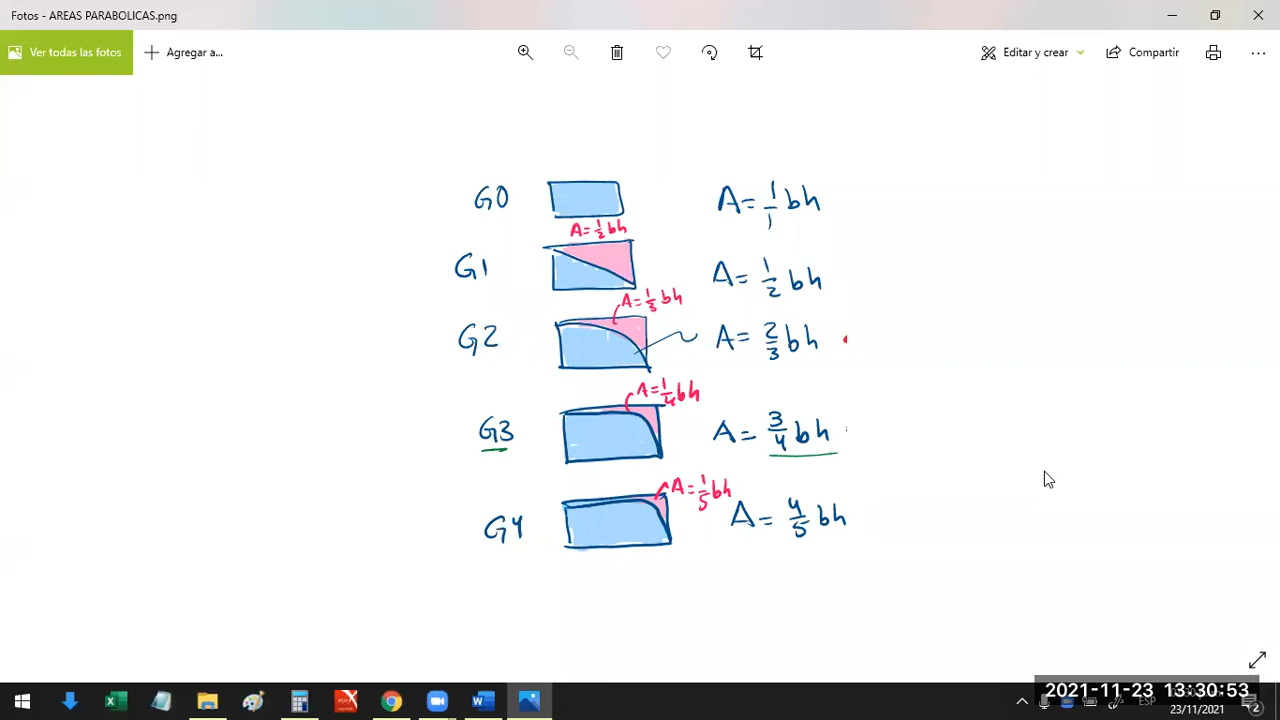 Fotos - AREAS PARABOLICAS.png
Ver todas las fotos
Agregar a...
Editar y crear
Compartir
G0 A = 1/1 bh
A = 1/2 bh
G1 A = 1/2 bh
A = 1/3 bh
G2 A = 2/3 bh
A = 1/4 bh
G3 A = 3/4 bh
A = 1/5 bh
G4 A = 4/5 bh
2021-11-23 13:30:53
ESP
23/11/2021
2